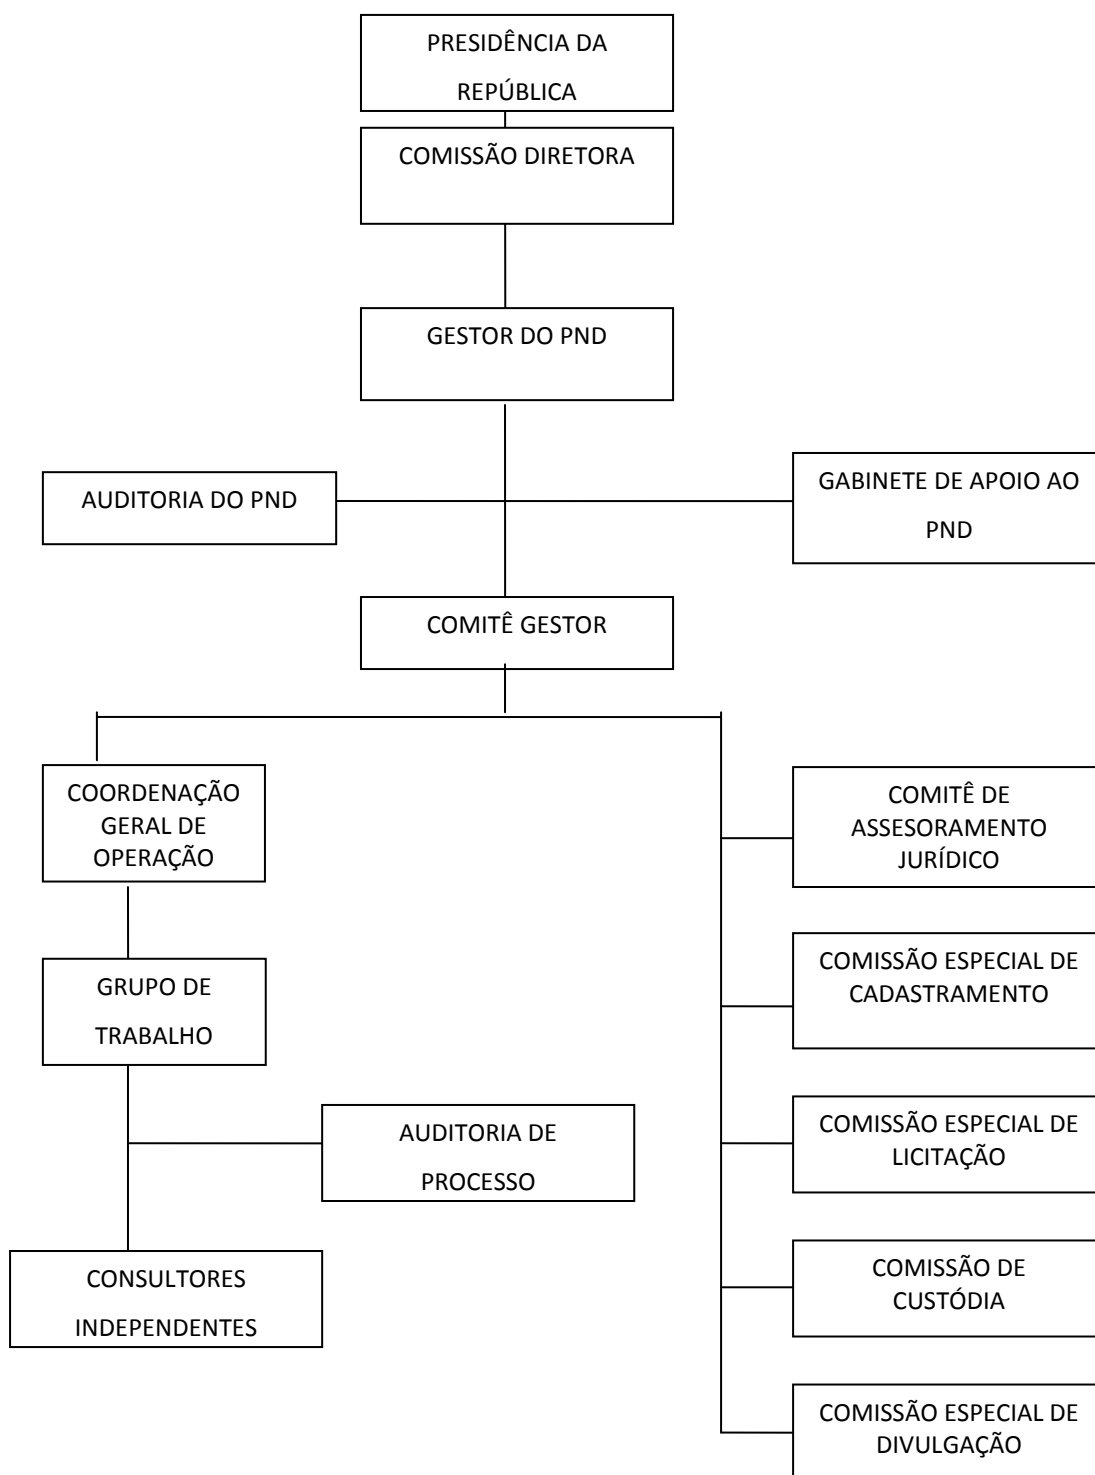 PRESIDÊNCIA DA
REPÚBLICA
COMISSÃO DIRETORA
GESTOR DO PND
AUDITORIA DO PND
GABINETE DE APOIO AO
PND
COMITÊ GESTOR
COORDENAÇÃO
GERAL DE
OPERAÇÃO
COMITÊ DE
ASSESORAMENTO
JURÍDICO
GRUPO DE
TRABALHO
COMISSÃO ESPECIAL DE
CADASTRAMENTO
AUDITORIA DE
PROCESSO
COMISSÃO ESPECIAL DE
LICITAÇÃO
CONSULTORES
INDEPENDENTES
COMISSÃO DE
CUSTÓDIA
COMISSÃO ESPECIAL DE
DIVULGAÇÃO